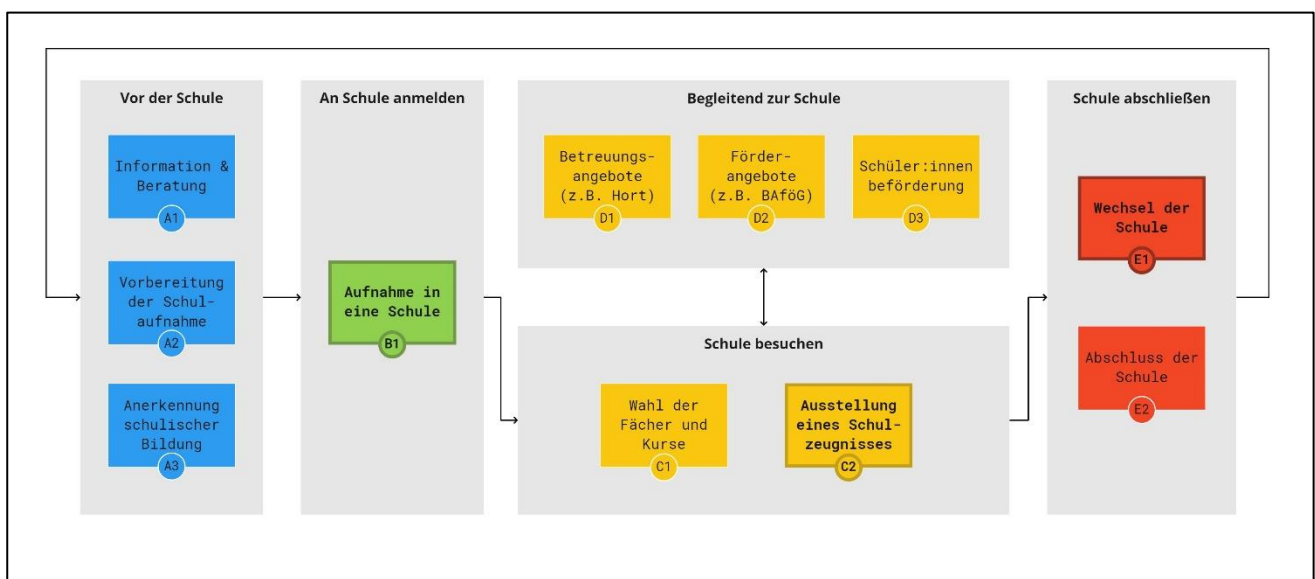 Vor der Schule
Information &
Beratung
A1
Vorbereitung
der Schul-
aufnahme
A2
Anerkennung
schulischer
Bildung
A3
An Schule anmelden
Aufnahme in
eine Schule
B1
Begleitend zur Schule
Betreuungs-
angebote
(z.B. Hort)
D1
Förder-
angebote
(z.B. BAföG)
D2
Schüler:innen
beförderung
D3
Schule besuchen
Wahl der
Fächer und
Kurse
C1
Ausstellung
eines Schul-
zeugnisses
C2
Schule abschließen
Wechsel der
Schule
E1
Abschluss der
Schule
E2